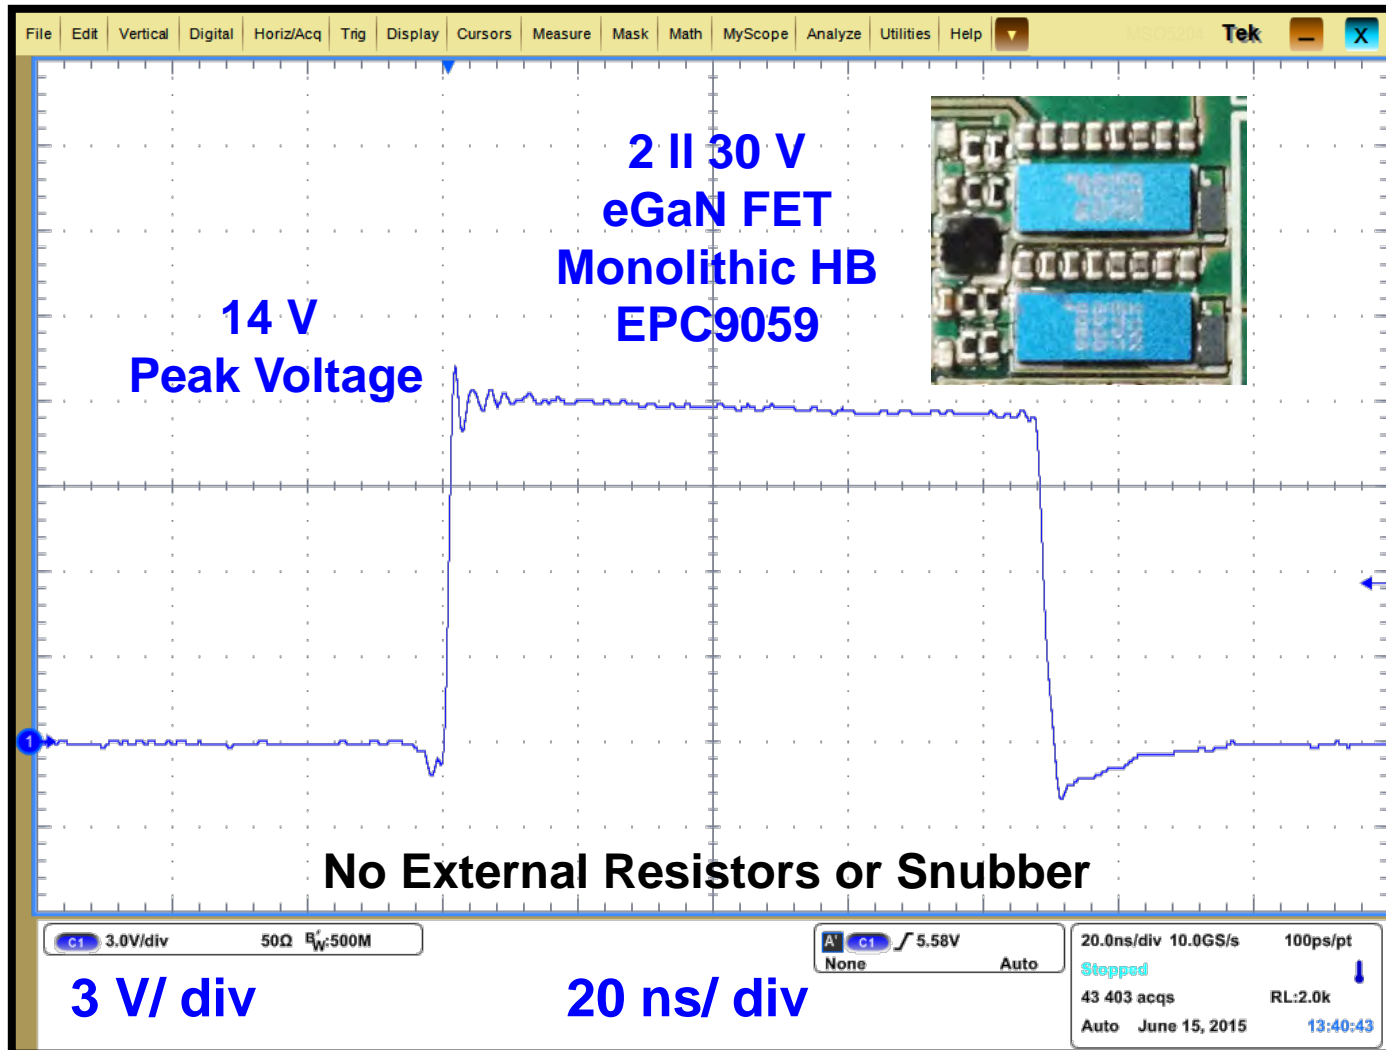 File Edit Vertical Digital Horiz/Acq Trig Display Cursors Measure Mask Math MyScope Analyze Utilities Help Tek X
2 II 30 V
eGaN FET
Monolithic HB
EPC9059
14 V
Peak Voltage
1
No External Resistors or Snubber
C1 3.0V/div 50Ω BW:500M
A' C1 5.58V
None Auto
20.0ns/div 10.0GS/s 100ps/pt
Stopped
43 403 acqs RL:2.0k
Auto June 15, 2015 13:40:43
3 V/ div 20 ns/ div